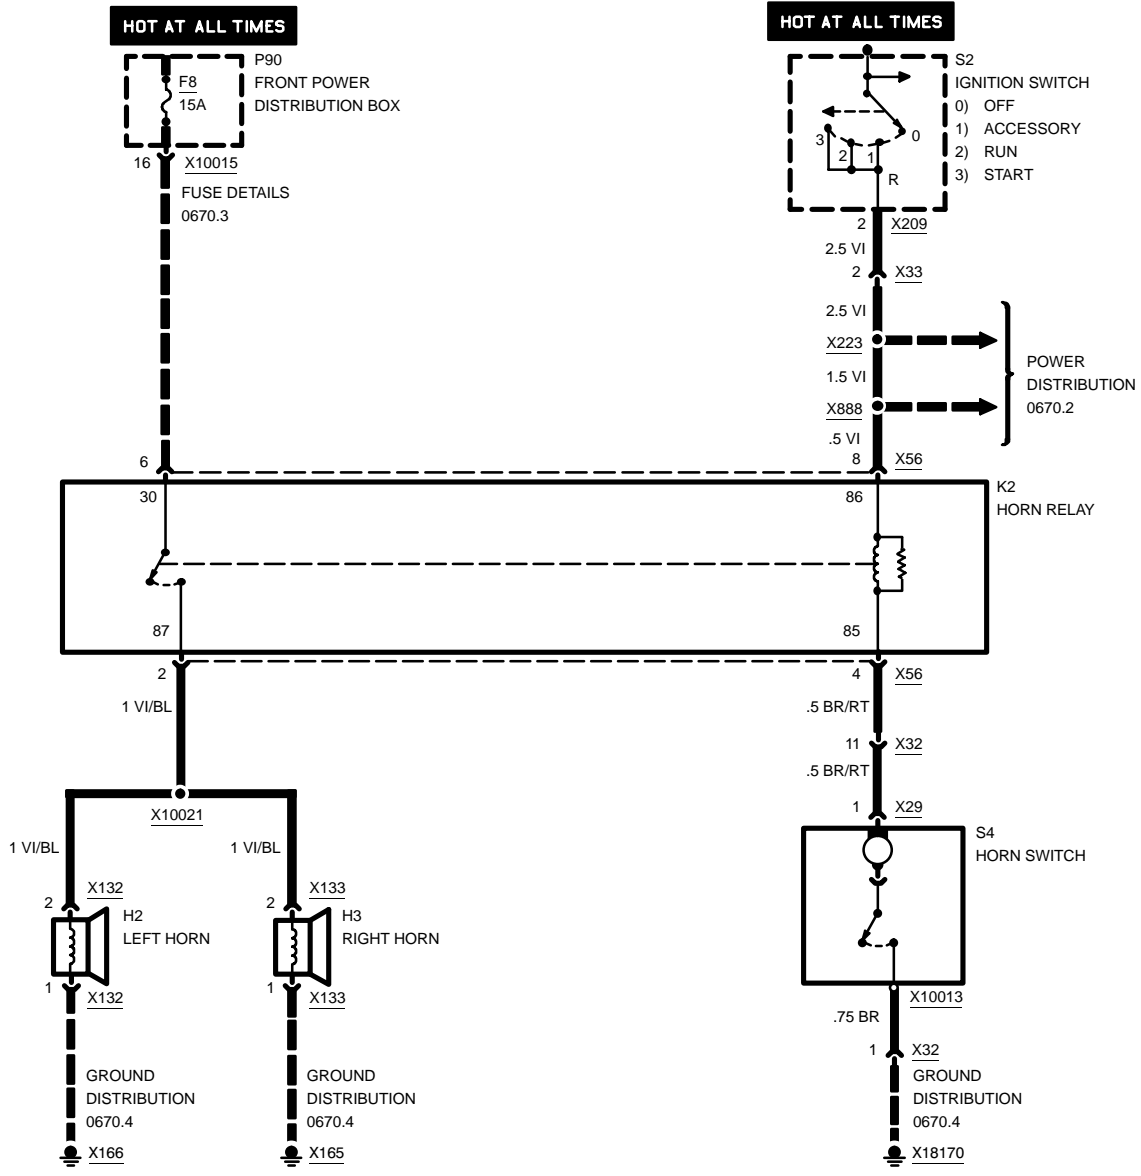 HOT AT ALL TIMES
HOT AT ALL TIMES
P90
FRONT POWER
DISTRIBUTION BOX
F8
15A
16
X10015
FUSE DETAILS
0670.3
S2
IGNITION SWITCH
0) OFF
1) ACCESSORY
2) RUN
3) START
0
3
2
1
R
2
X209
2.5 VI
2
X33
2.5 VI
X223
1.5 VI
X888
.5 VI
POWER
DISTRIBUTION
0670.2
6
8
X56
30
86
K2
HORN RELAY
87
85
2
4
X56
1 VI/BL
.5 BR/RT
11
X32
.5 BR/RT
X10021
1
X29
1 VI/BL
1 VI/BL
S4
HORN SWITCH
X132
2
H2
LEFT HORN
X133
2
H3
RIGHT HORN
1
X132
1
X133
X10013
.75 BR
1
X32
GROUND
DISTRIBUTION
0670.4
GROUND
DISTRIBUTION
0670.4
GROUND
DISTRIBUTION
0670.4
X166
X165
X18170